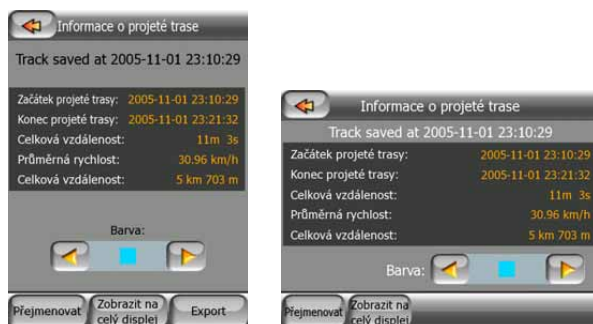 Informace o projeté trase
Track saved at 2005-11-01 23:10:29
Začátek projeté trasy: 2005-11-01 23:10:29
Konec projeté trasy: 2005-11-01 23:21:32
Celková vzdálenost: 11m 3s
Průměrná rychlost: 30.96 km/h
Celková vzdálenost: 5 km 703 m
Barva:
Přejmenovat Zobrazit na celý displej Export
Informace o projeté trase
Track saved at 2005-11-01 23:10:29
Začátek projeté trasy: 2005-11-01 23:10:29
Konec projeté trasy: 2005-11-01 23:21:32
Celková vzdálenost: 11m 3s
Průměrná rychlost: 30.96 km/h
Celková vzdálenost: 5 km 703 m
Barva:
Přejmenovat Zobrazit na
celý displej